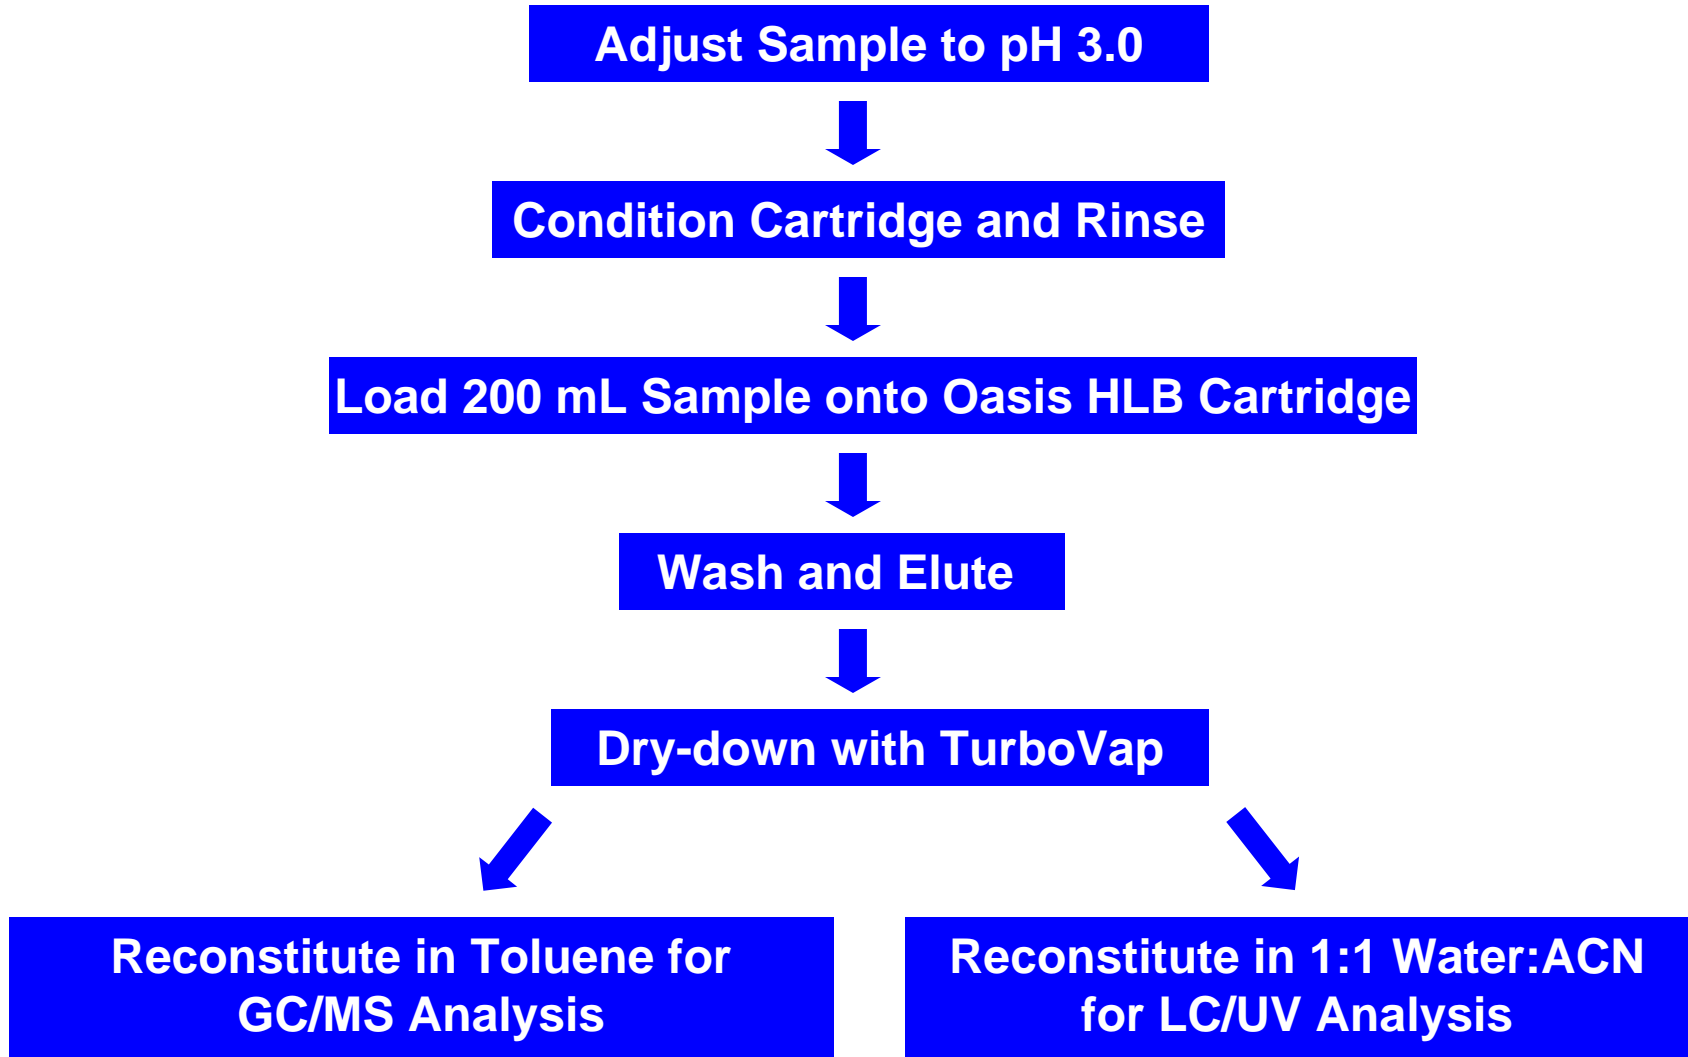 Adjust Sample to pH 3.0
Condition Cartridge and Rinse
Load 200 mL Sample onto Oasis HLB Cartridge
Wash and Elute
Dry-down with TurboVap
Reconstitute in Toluene for
GC/MS Analysis
Reconstitute in 1:1 Water:ACN
for LC/UV Analysis